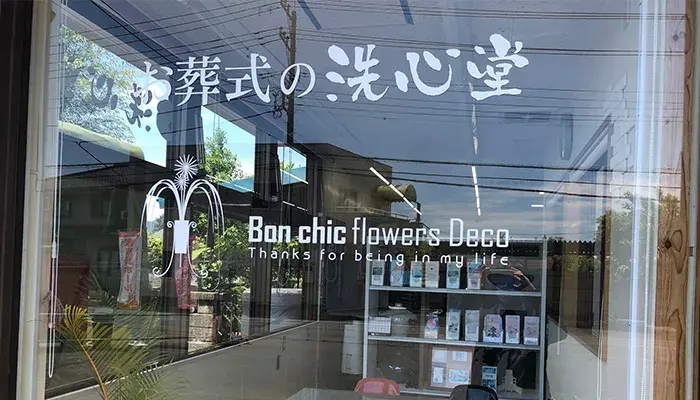 お葬式の洗心堂
Bon chic flowers Deco
Thanks for being in my life